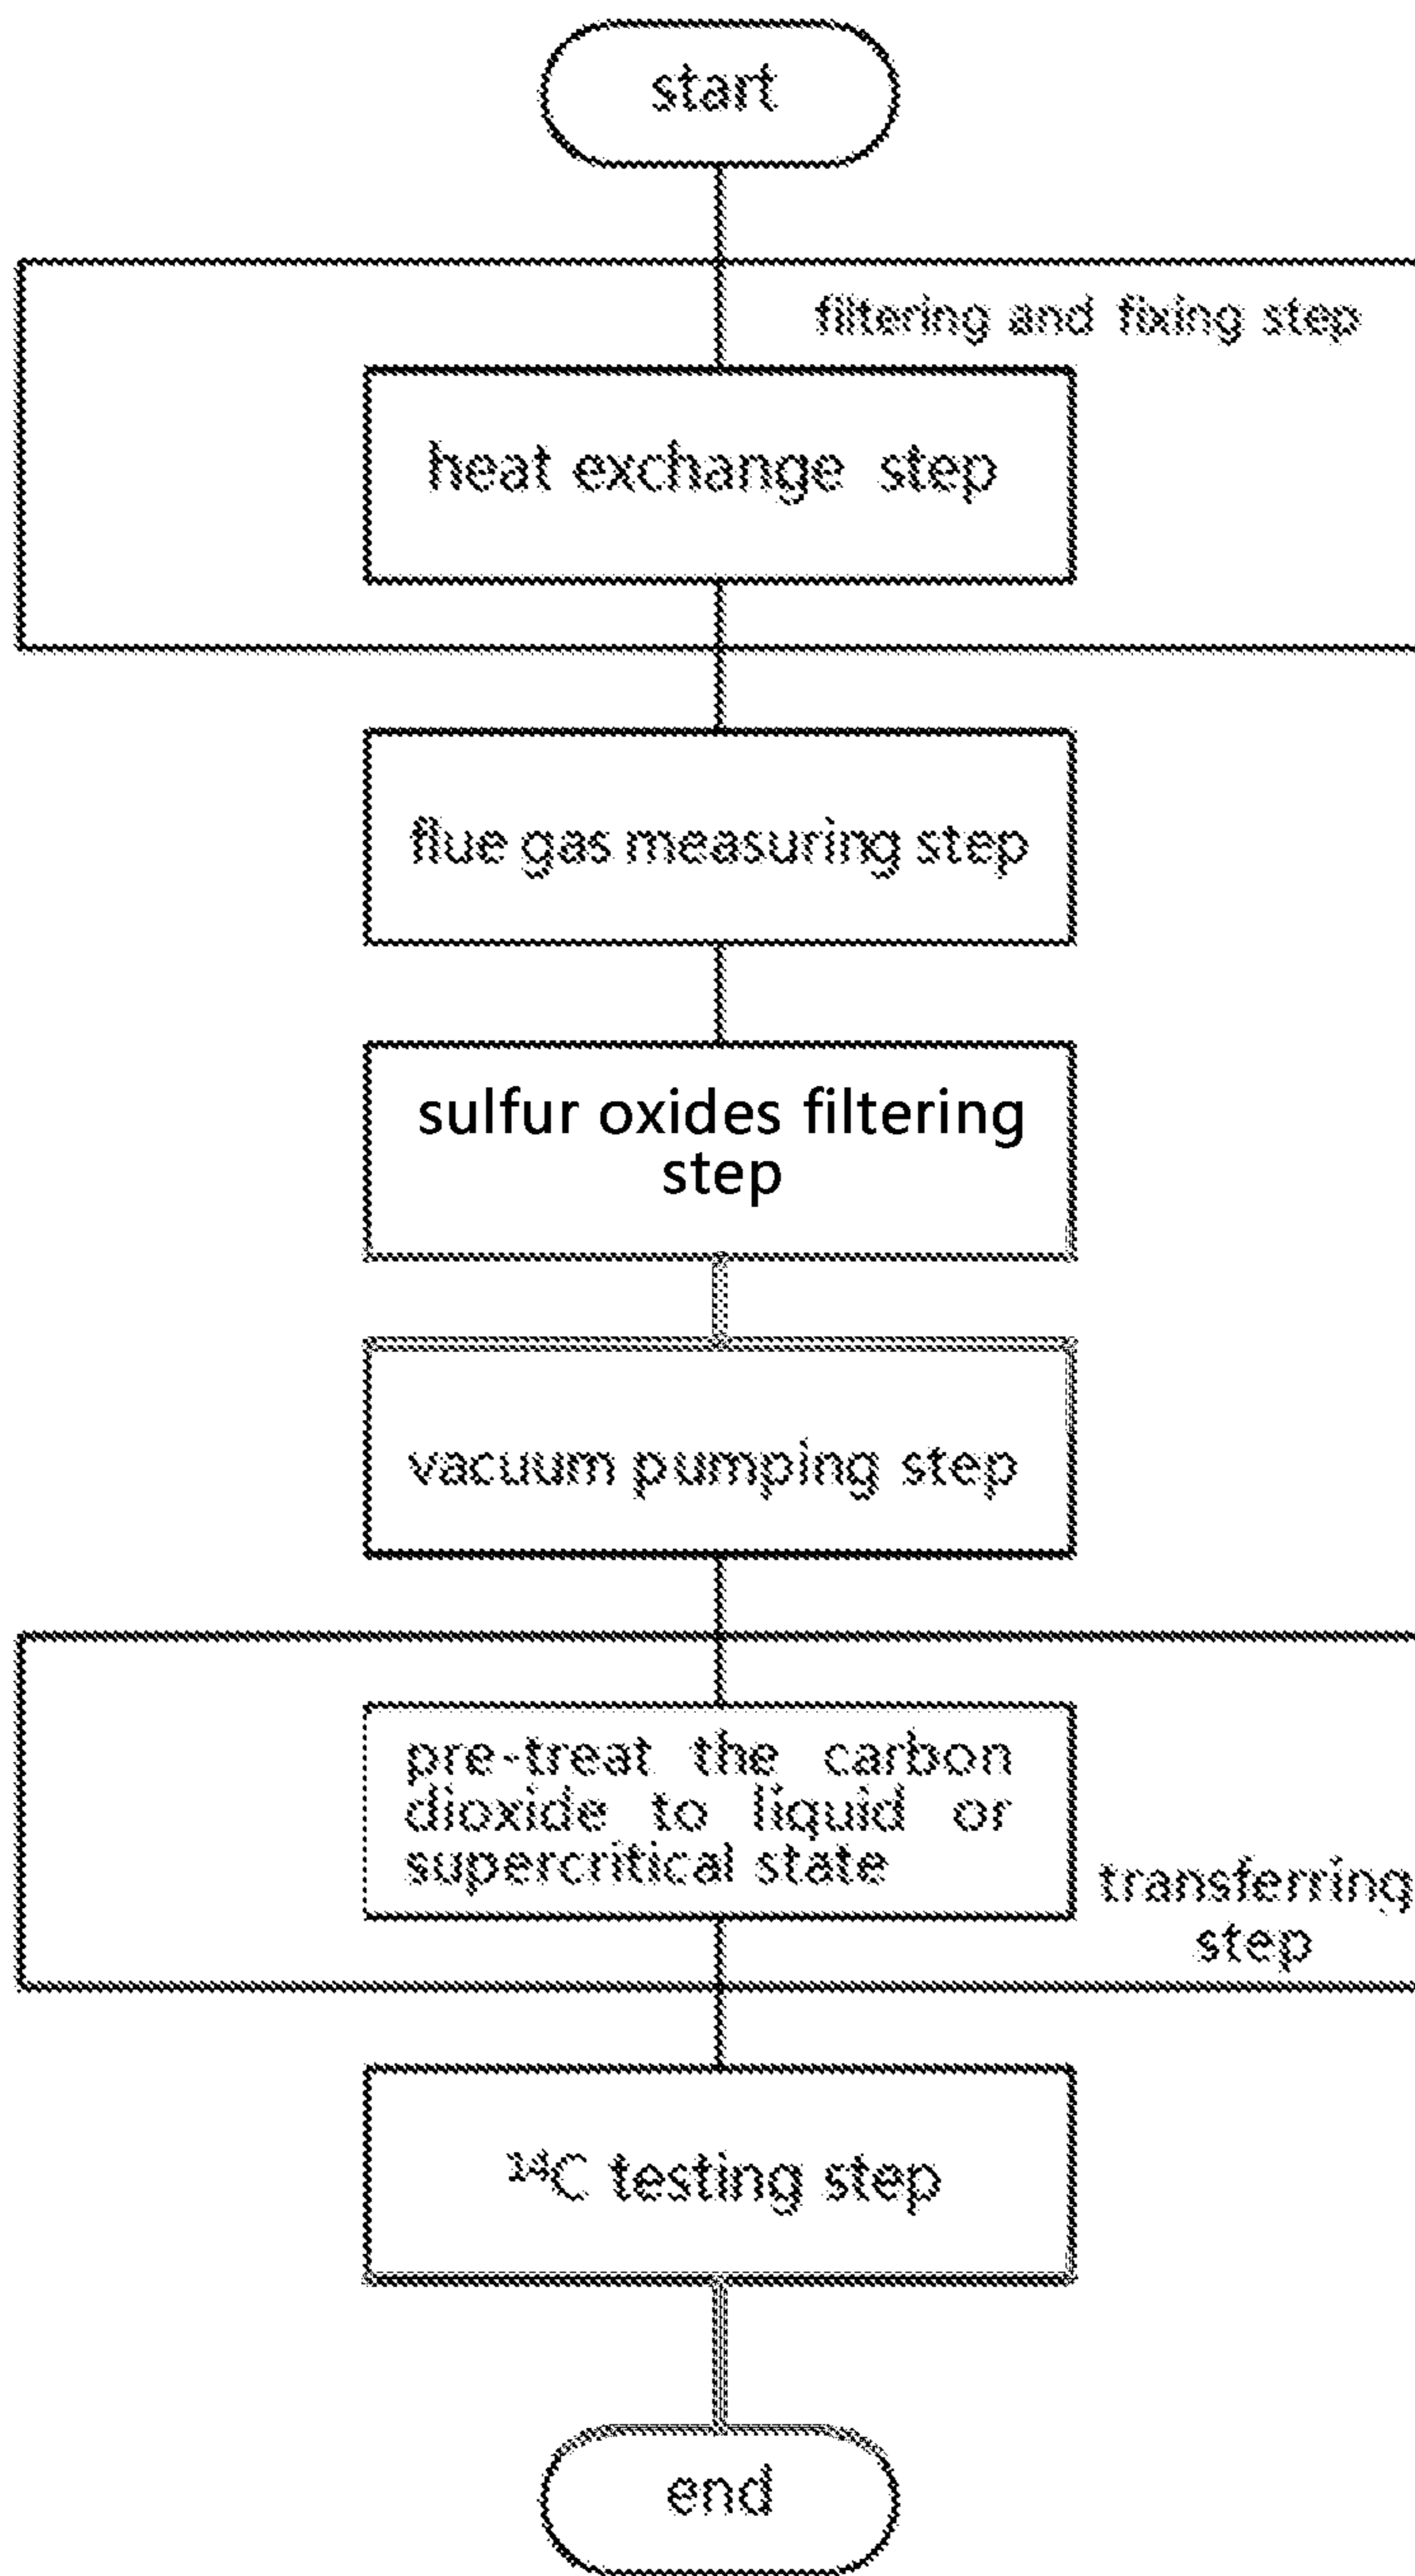 start
filtering and fixing step
heat exchange step
flue gas measuring step
sulfur oxides filtering
step
vacuum pumping step
pre-treat the carbon
dioxide to liquid or
supercritical state
transferring
step
¹⁴C testing step
end